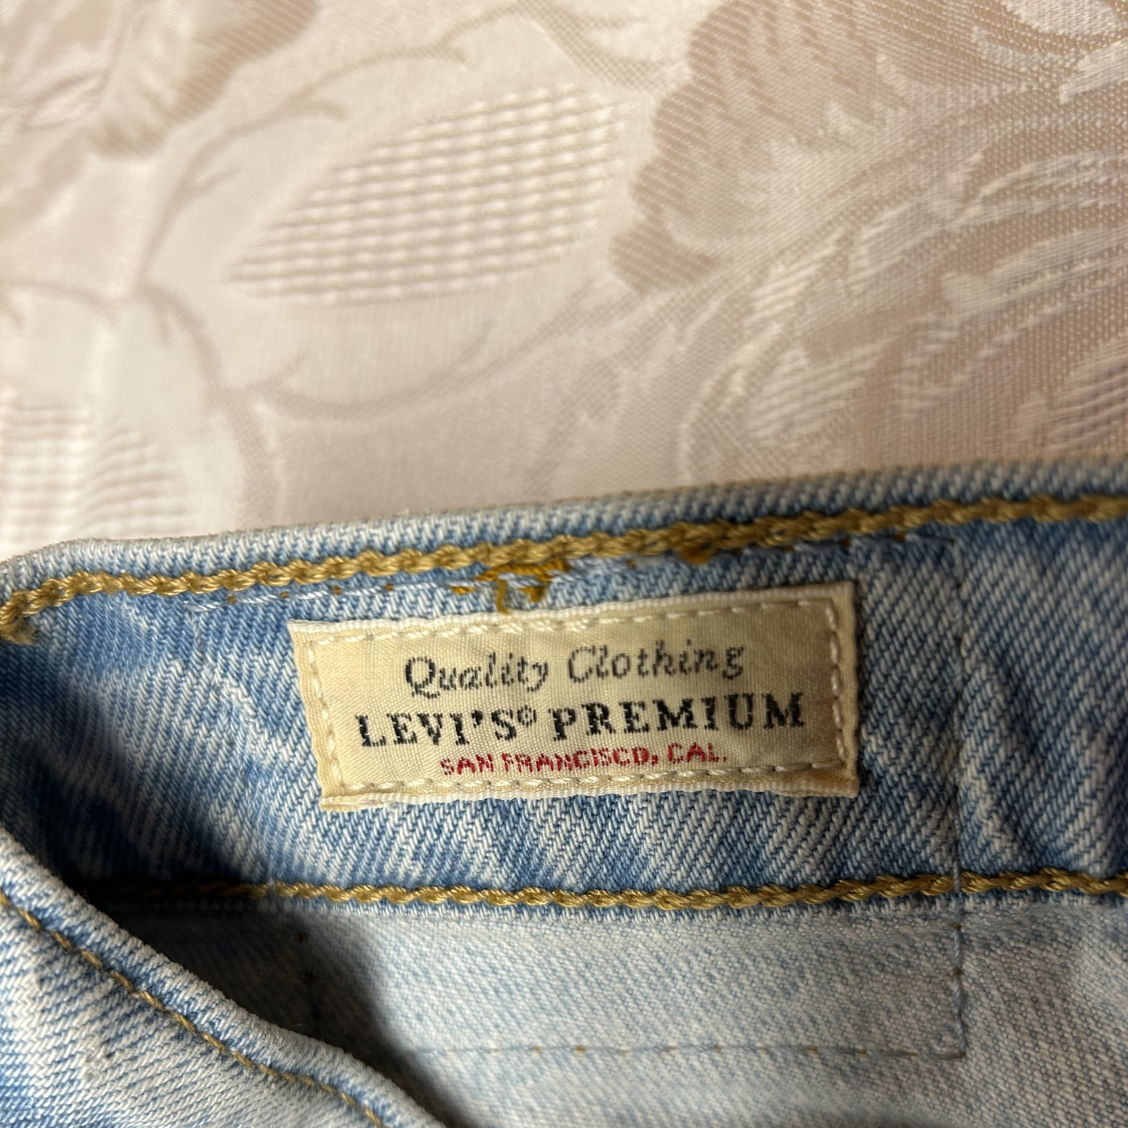 Quality Clothing
LEVI'S® PREMIUM
SAN FRANCISCO, CAL.